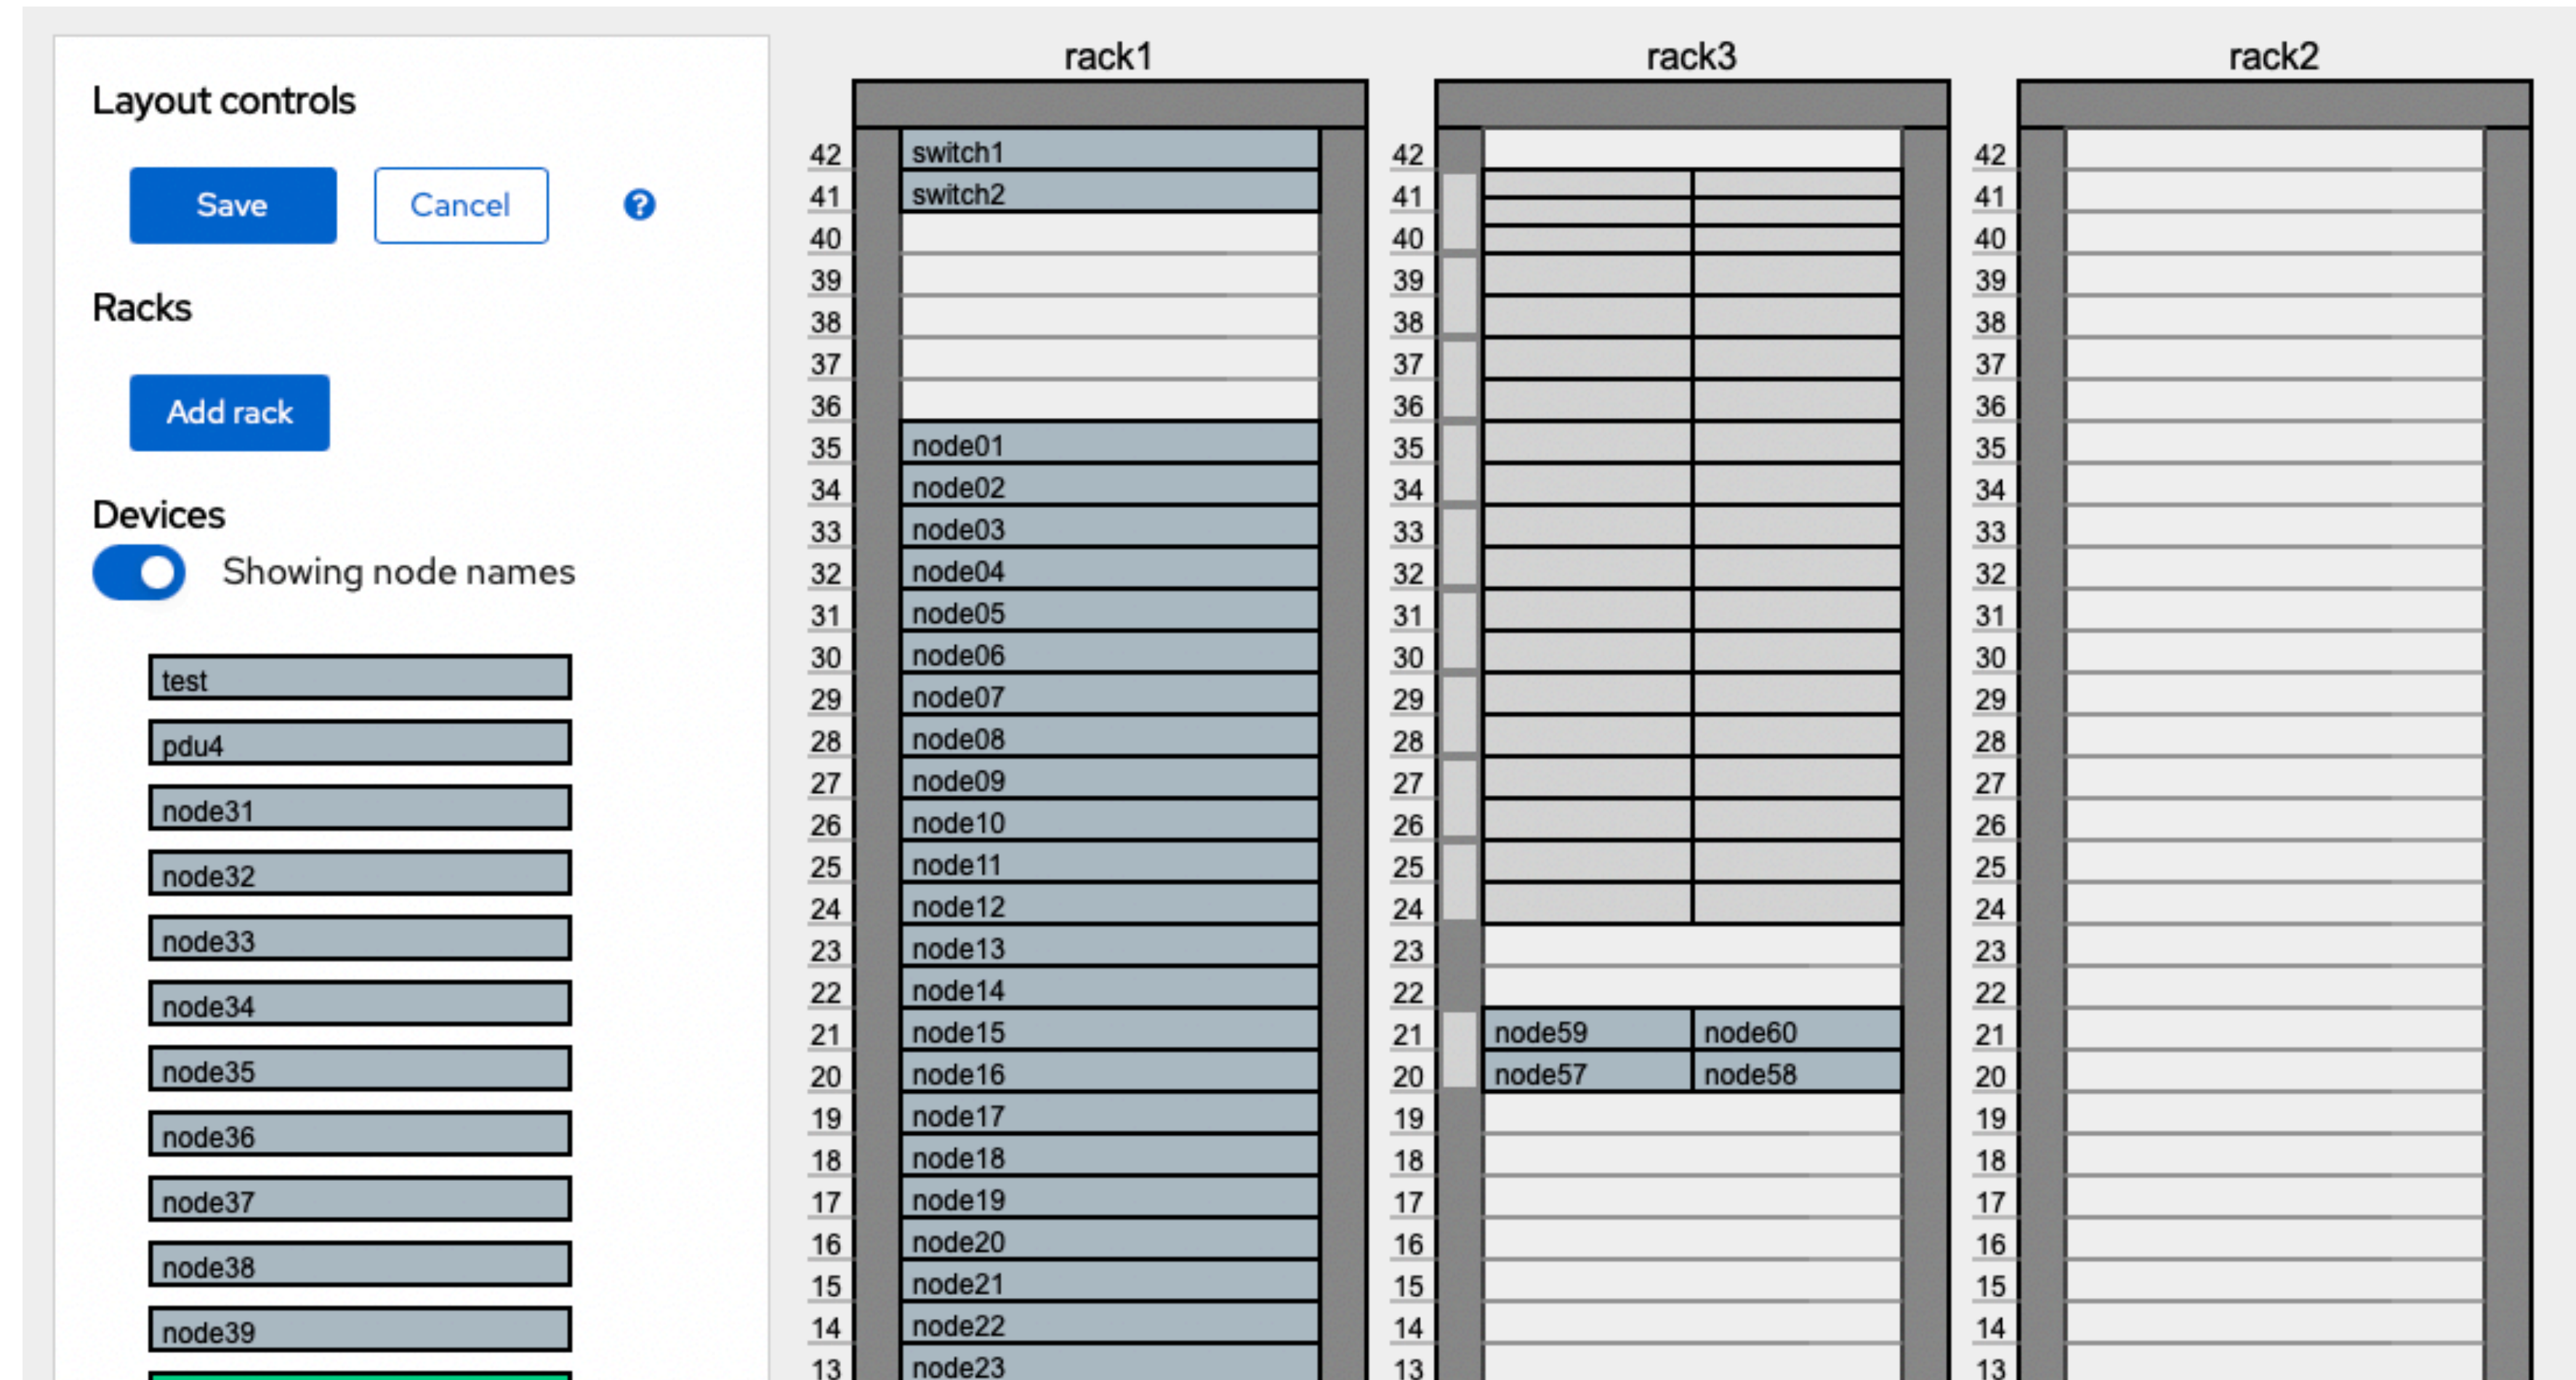 Layout controls
Save
Cancel
?
Racks
Add rack
Devices
Showing node names
test
pdu4
node31
node32
node33
node34
node35
node36
node37
node38
node39
rack1
42 switch1
41 switch2
40
39
38
37
36
35 node01
34 node02
33 node03
32 node04
31 node05
30 node06
29 node07
28 node08
27 node09
26 node10
25 node11
24 node12
23 node13
22 node14
21 node15
20 node16
19 node17
18 node18
17 node19
16 node20
15 node21
14 node22
13 node23
rack3
42
41
40
39
38
37
36
35
34
33
32
31
30
29
28
27
26
25
24
23
22
21 node59 node60
20 node57 node58
19
18
17
16
15
14
13
rack2
42
41
40
39
38
37
36
35
34
33
32
31
30
29
28
27
26
25
24
23
22
21
20
19
18
17
16
15
14
13